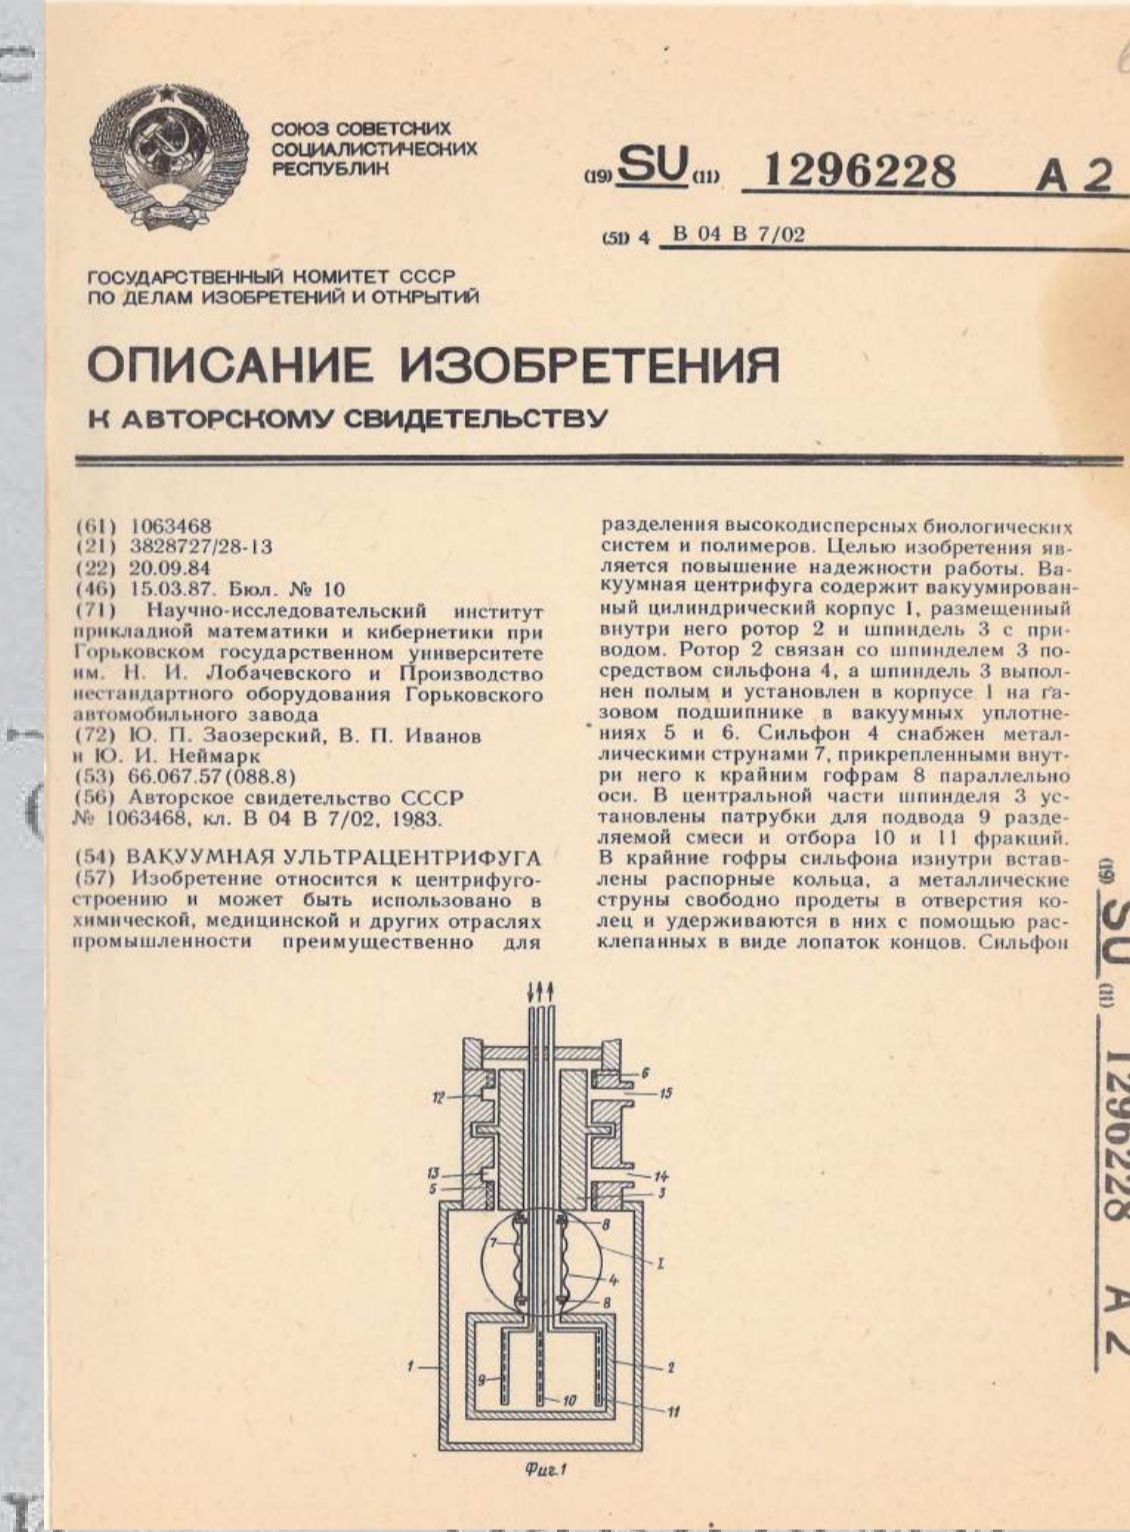 СОЮЗ СОВЕТСКИХ
СОЦИАЛИСТИЧЕСКИХ
РЕСПУБЛИК
(19) SU (11) 1296228 A 2
(51) 4 B 04 B 7/02
ГОСУДАРСТВЕННЫЙ КОМИТЕТ СССР
ПО ДЕЛАМ ИЗОБРЕТЕНИЙ И ОТКРЫТИЙ
ОПИСАНИЕ ИЗОБРЕТЕНИЯ
К АВТОРСКОМУ СВИДЕТЕЛЬСТВУ
(61) 1063468
(21) 3828727/28-13
(22) 20.09.84
(46) 15.03.87. Бюл. № 10
(71) Научно-исследовательский институт
прикладной математики и кибернетики при
Горьковском государственном университете
им. Н. И. Лобачевского и Производство
нестандартного оборудования Горьковского
автомобильного завода
(72) Ю. П. Заозерский, В. П. Иванов
и Ю. И. Неймарк
(53) 66.067.57(088.8)
(56) Авторское свидетельство СССР
№ 1063468, кл. B 04 B 7/02, 1983.
(54) ВАКУУМНАЯ УЛЬТРАЦЕНТРИФУГА
(57) Изобретение относится к центрифуго-
строению и может быть использовано в
химической, медицинской и других отраслях
промышленности преимущественно для
разделения высокодисперсных биологических
систем и полимеров. Целью изобретения яв-
ляется повышение надежности работы. Ва-
куумная центрифуга содержит вакуумирован-
ный цилиндрический корпус 1, размещенный
внутри него ротор 2 и шпиндель 3 с при-
водом. Ротор 2 связан со шпинделем 3 по-
средством сильфона 4, а шпиндель 3 выпол-
нен полым и установлен в корпусе 1 на га-
зовом подшипнике в вакуумных уплотне-
ниях 5 и 6. Сильфон 4 снабжен метал-
лическими струнами 7, прикрепленными внут-
ри него к крайним гофрам 8 параллельно
оси. В центральной части шпинделя 3 ус-
тановлены патрубки для подвода 9 разде-
ляемой смеси и отбора 10 и 11 фракций.
В крайние гофры сильфона изнутри встав-
лены распорные кольца, а металлические
струны свободно продеты в отверстия ко-
лец и удерживаются в них с помощью рас-
клепанных в виде лопаток концов. Сильфон
(19) SU (11) 1296228 A 2
6
12
15
13
14
5
3
7
8
I
4
8
1
2
9
10
11
Фиг.1